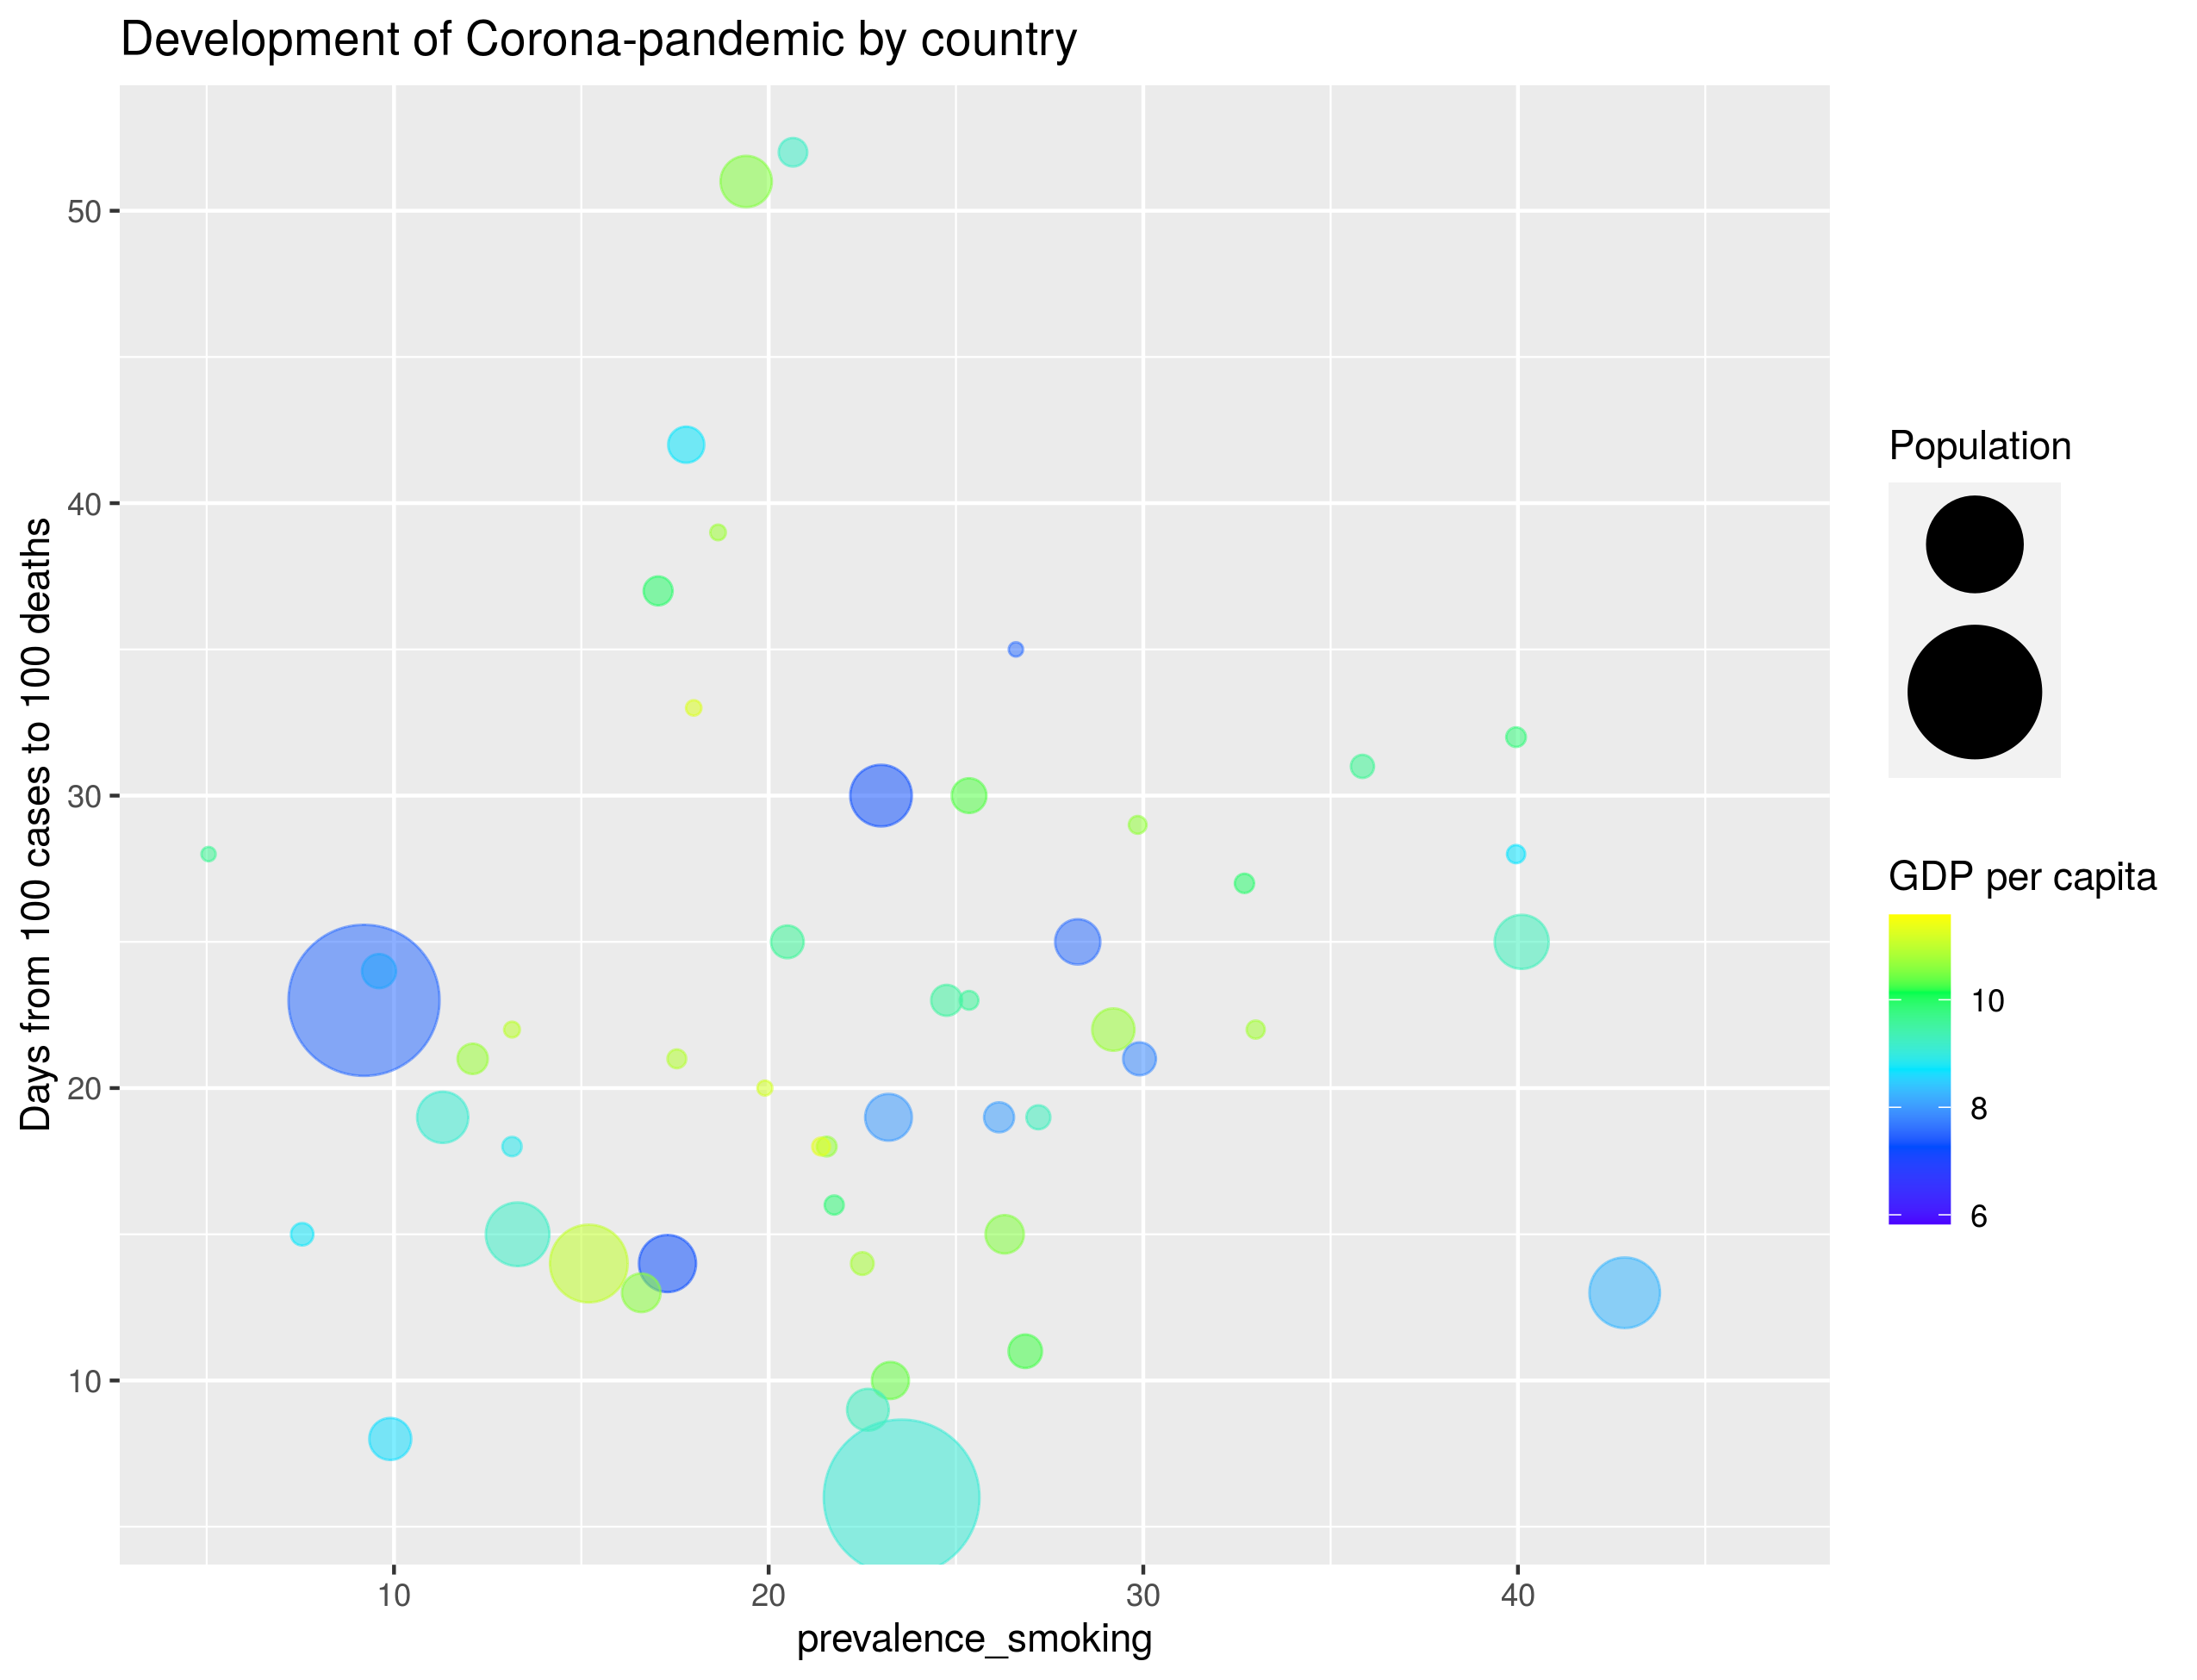 Development of Corona-pandemic by country
Days from 100 cases to 100 deaths
50
40
30
20
10
10
20
30
40
prevalence_smoking
Population
GDP per capita
10
8
6